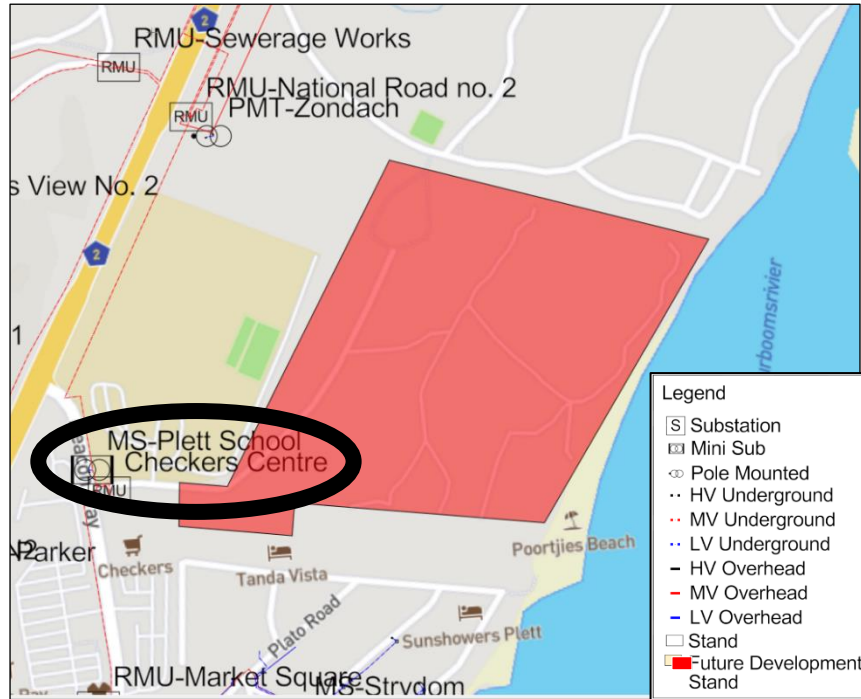 RMU-Sewerage Works
2
RMU
RMU-National Road no. 2
RMU
PMT-Zondach
s View No. 2
2
1
MS-Plett School
Checkers Centre
RMU
Parker
Checkers
Tanda Vista
Poortjies Beach
Plato Road
Sunshowers Plett
RMU-Market Square
MS-Strydom
urboomsrivier
Legend
S Substation
Mini Sub
Pole Mounted
HV Underground
MV Underground
LV Underground
HV Overhead
MV Overhead
LV Overhead
Stand
Future Development
Stand